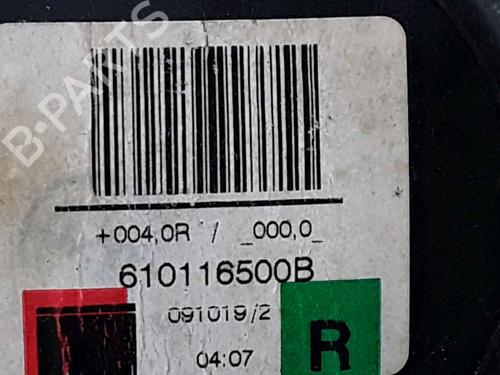 B-PARTS
+004,0R / _000,0_
610116500B
091019/2
04:07
R